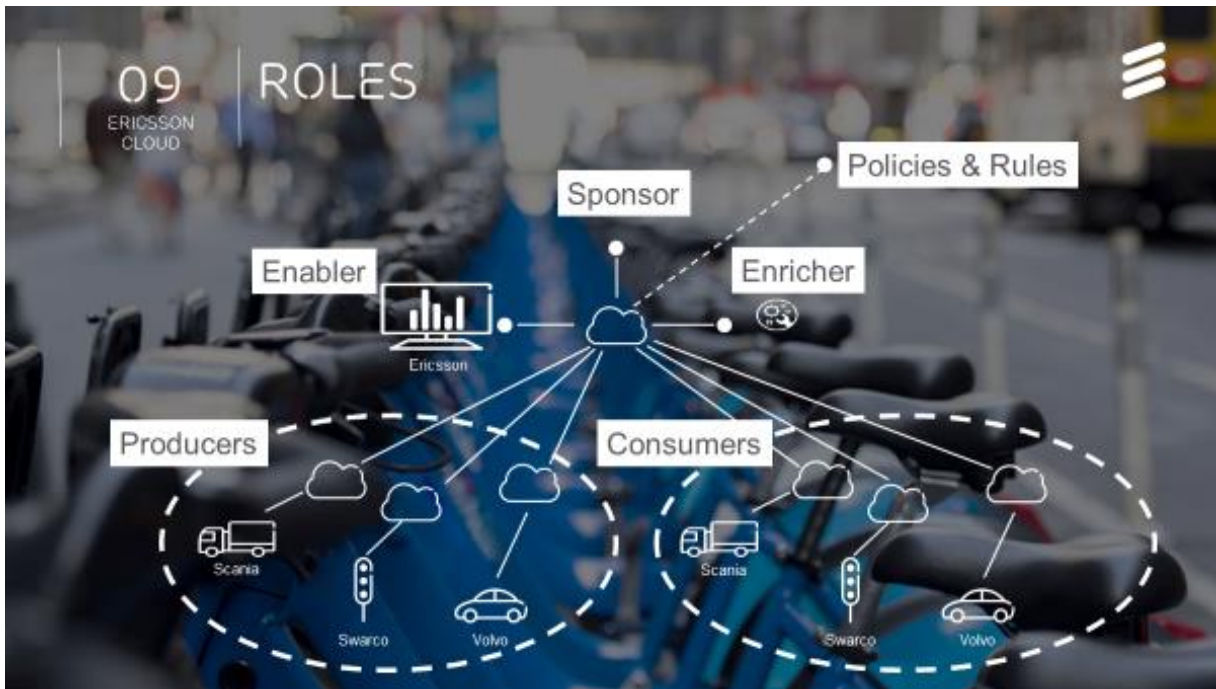 09
ERICSSON
CLOUD
ROLES
Policies & Rules
Sponsor
Enabler
Enricher
Ericsson
Producers
Consumers
Scania
Swarco
Volvo
Scania
Swarco
Volvo